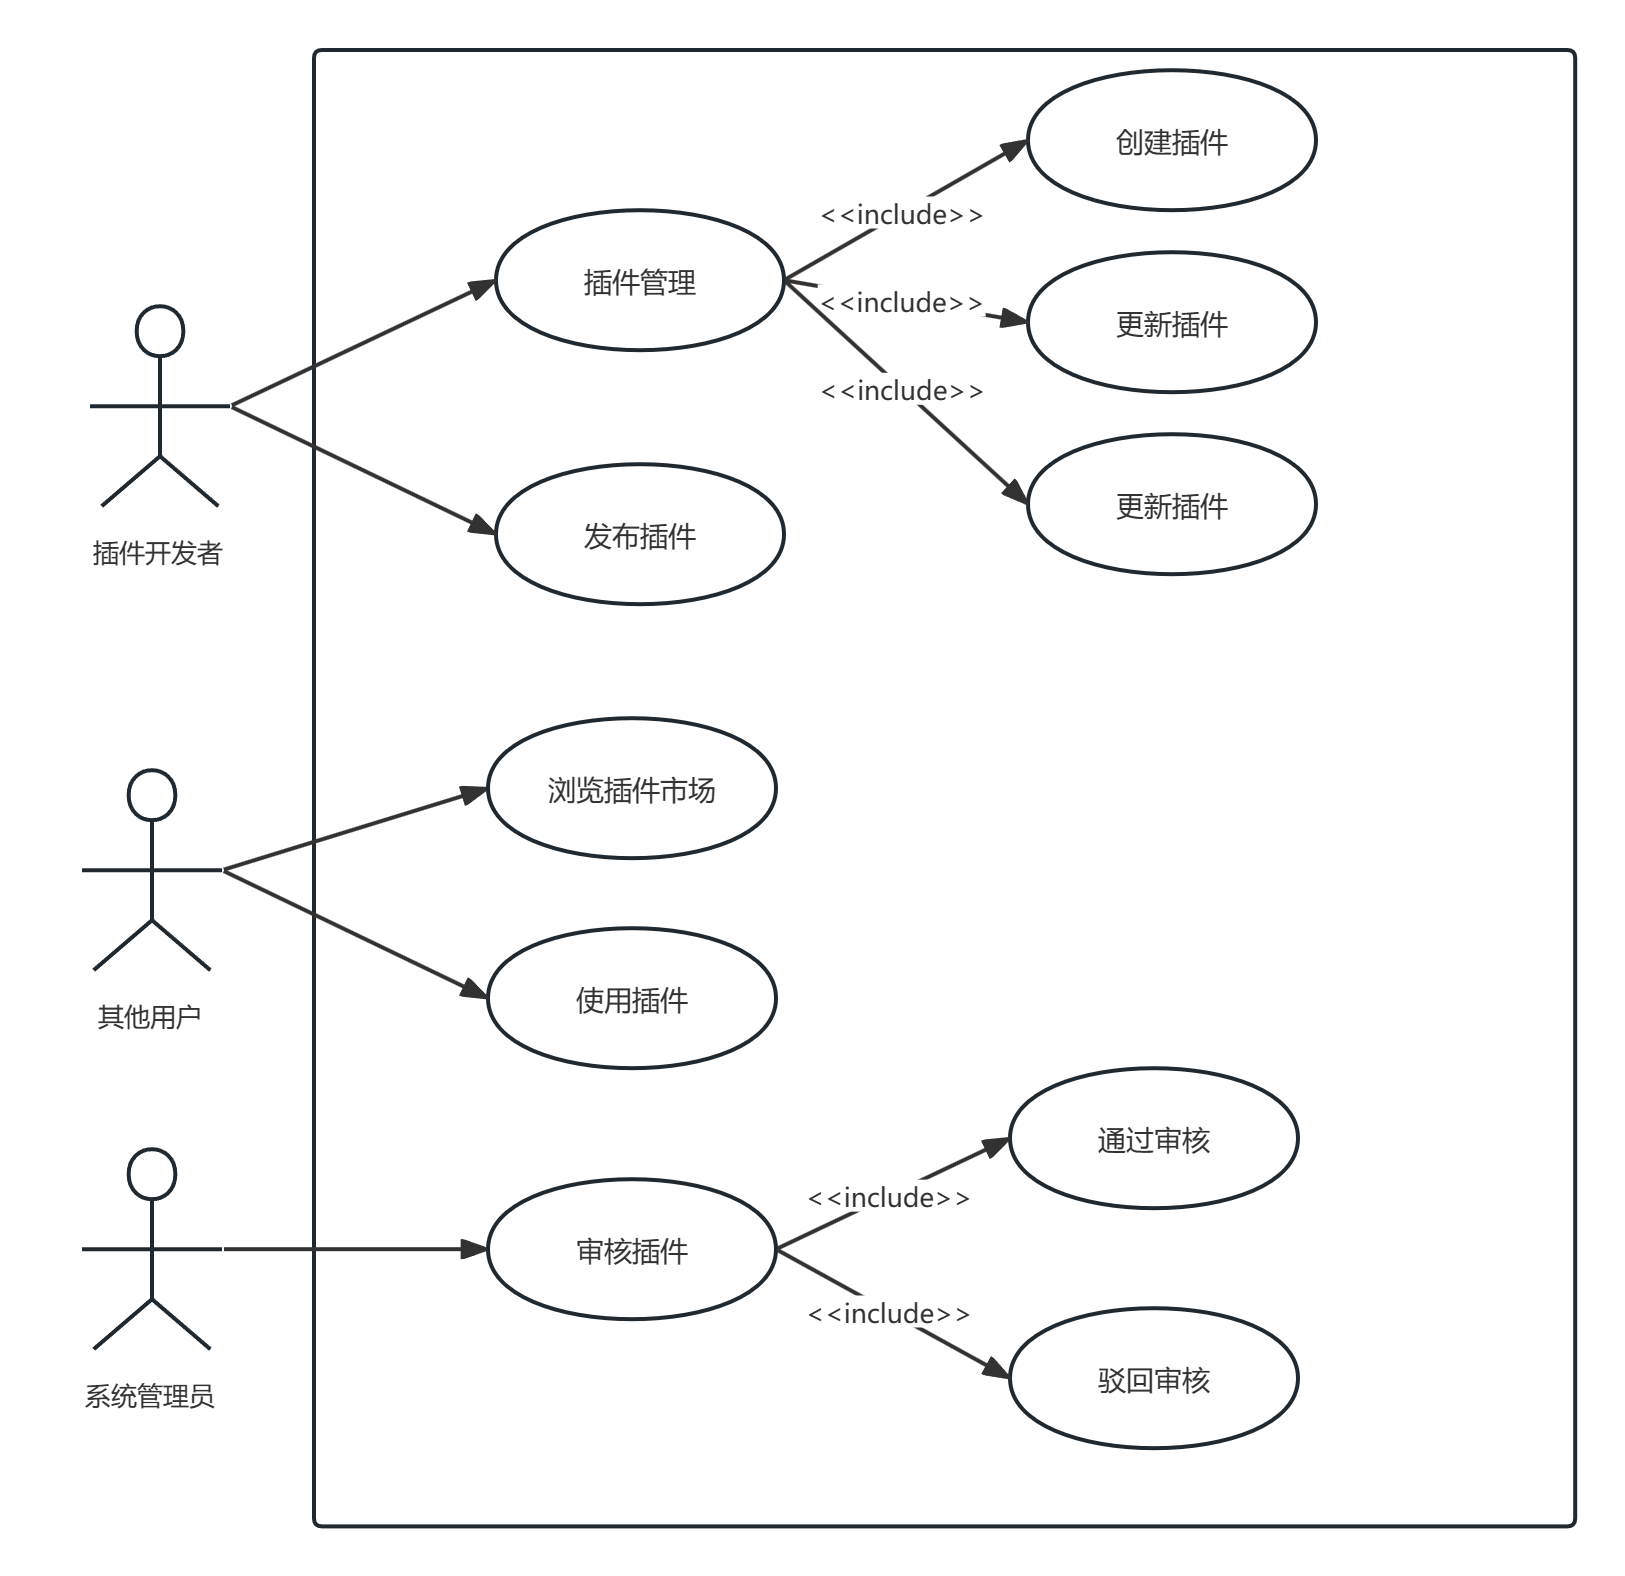 创建插件
<<include>>
插件管理
<<include>>
更新插件
<<include>>
更新插件
发布插件
插件开发者
浏览插件市场
使用插件
其他用户
通过审核
<<include>>
审核插件
<<include>>
驳回审核
系统管理员